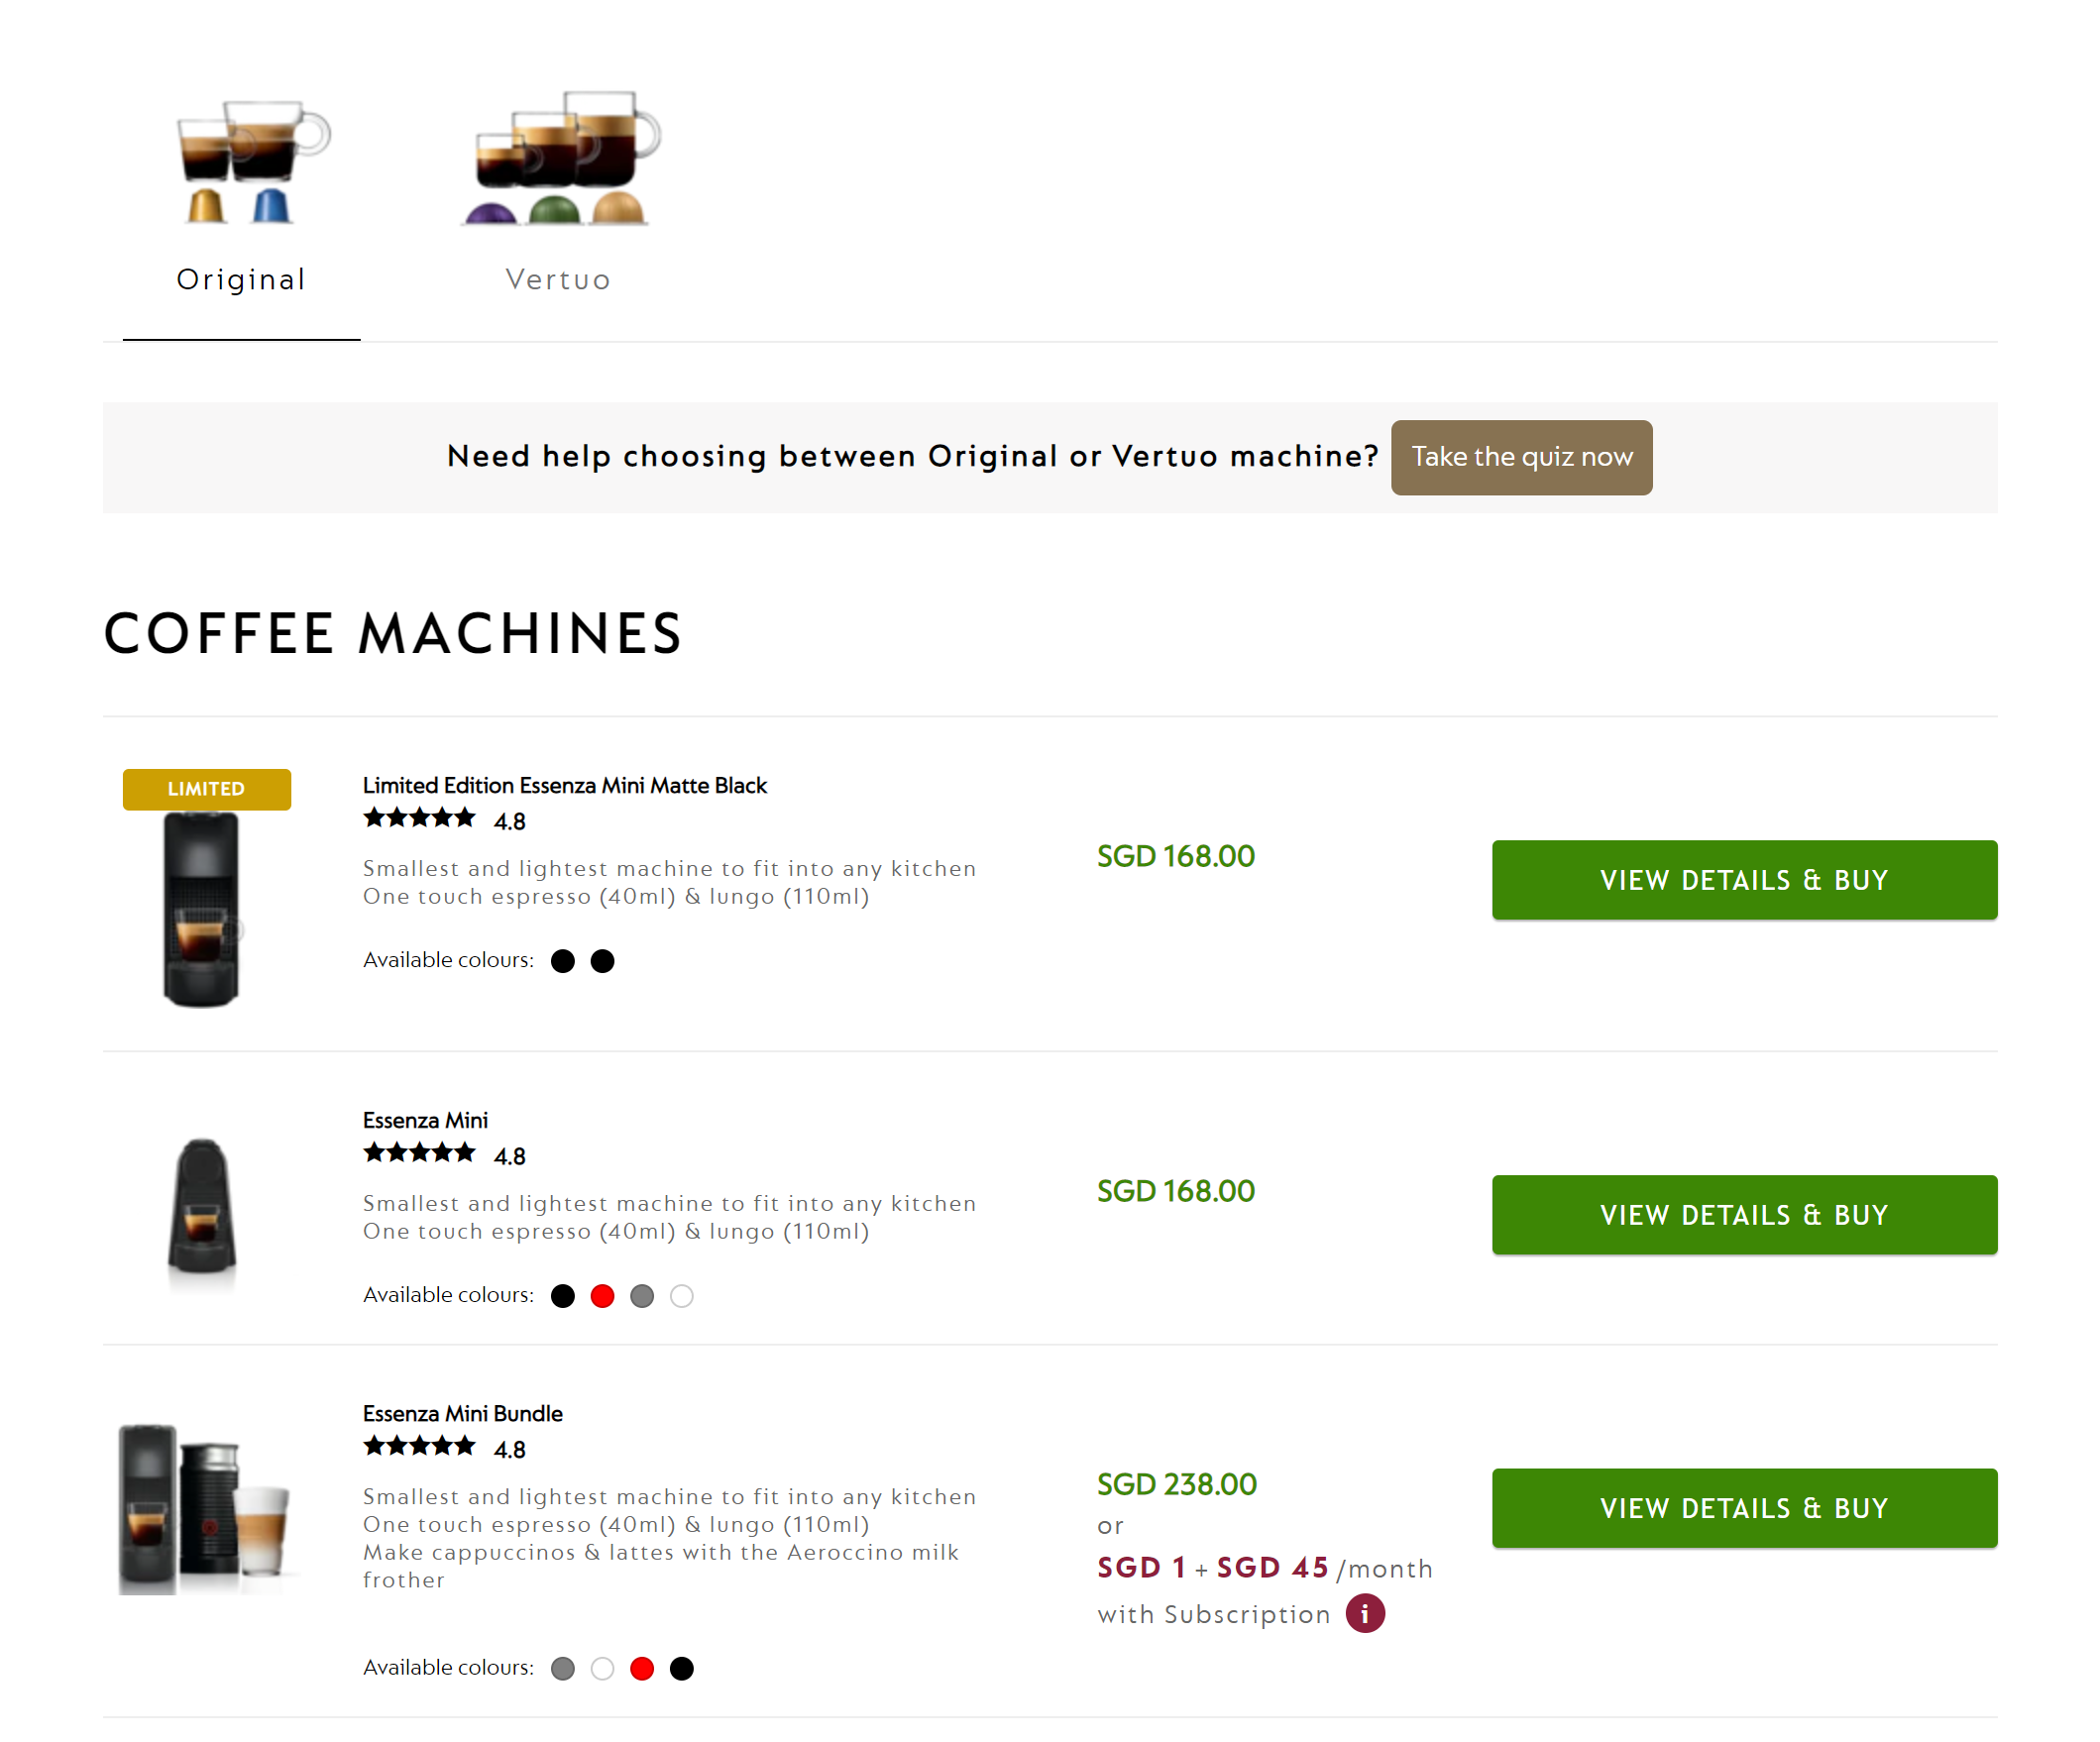 Original
Vertuo
Need help choosing between Original or Vertuo machine?
Take the quiz now
COFFEE MACHINES
LIMITED
Limited Edition Essenza Mini Matte Black
4.8
Smallest and lightest machine to fit into any kitchen
One touch espresso (40ml) & lungo (110ml)
Available colours:
SGD 168.00
VIEW DETAILS & BUY
Essenza Mini
4.8
Smallest and lightest machine to fit into any kitchen
One touch espresso (40ml) & lungo (110ml)
Available colours:
SGD 168.00
VIEW DETAILS & BUY
Essenza Mini Bundle
4.8
Smallest and lightest machine to fit into any kitchen
One touch espresso (40ml) & lungo (110ml)
Make cappuccinos & lattes with the Aeroccino milk
frother
Available colours:
SGD 238.00
or
SGD 1 + SGD 45 /month
with Subscription i
VIEW DETAILS & BUY